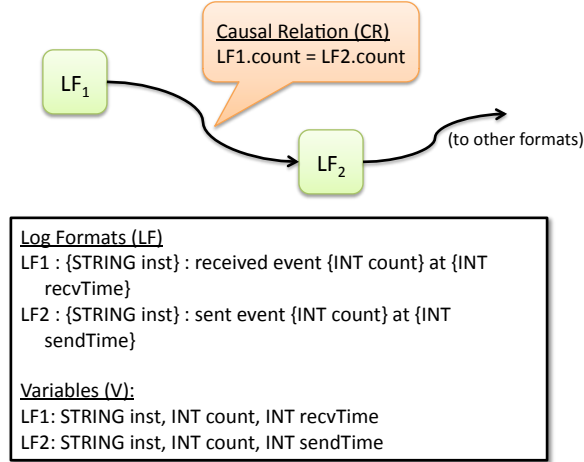 Causal Relation (CR)
LF1.count = LF2.count
LF1
LF2
(to other formats)
Log Formats (LF)
LF1 : {STRING inst} : received event {INT count} at {INT
recvTime}
LF2 : {STRING inst} : sent event {INT count} at {INT
sendTime}
Variables (V):
LF1: STRING inst, INT count, INT recvTime
LF2: STRING inst, INT count, INT sendTime